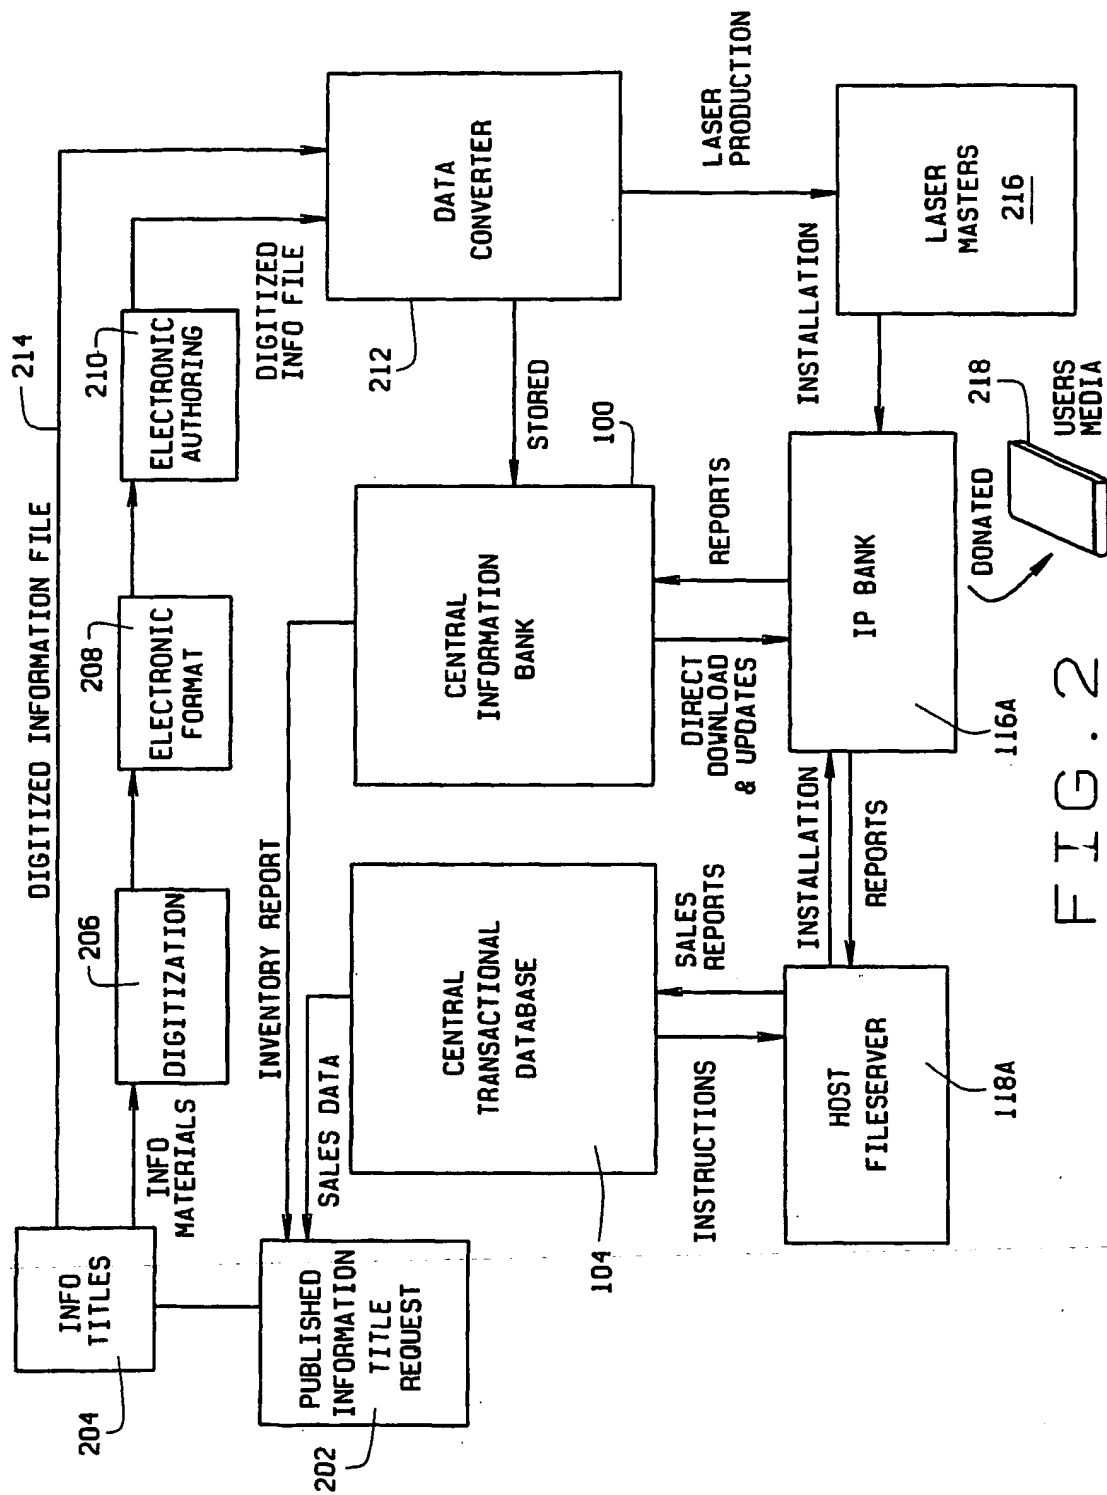 DIGITIZED INFORMATION FILE
214
204
INFO
TITLES
INFO
MATERIALS
206
DIGITIZATION
208
ELECTRONIC
FORMAT
210
ELECTRONIC
AUTHORING
DIGITIZED
INFO FILE
202
PUBLISHED
INFORMATION
TITLE
REQUEST
INVENTORY REPORT
SALES DATA
CENTRAL
TRANSACTIONAL
DATABASE
104
CENTRAL
INFORMATION
BANK
100
STORED
212
DATA
CONVERTER
LASER
PRODUCTION
INSTRUCTIONS
SALES
REPORTS
DIRECT
DOWNLOAD
& UPDATES
REPORTS
INSTALLATION
HOST
FILESERVER
118A
INSTALLATION
REPORTS
IP BANK
116A
LASER
MASTERS
216
DONATED
218
USERS
MEDIA
FIG. 2